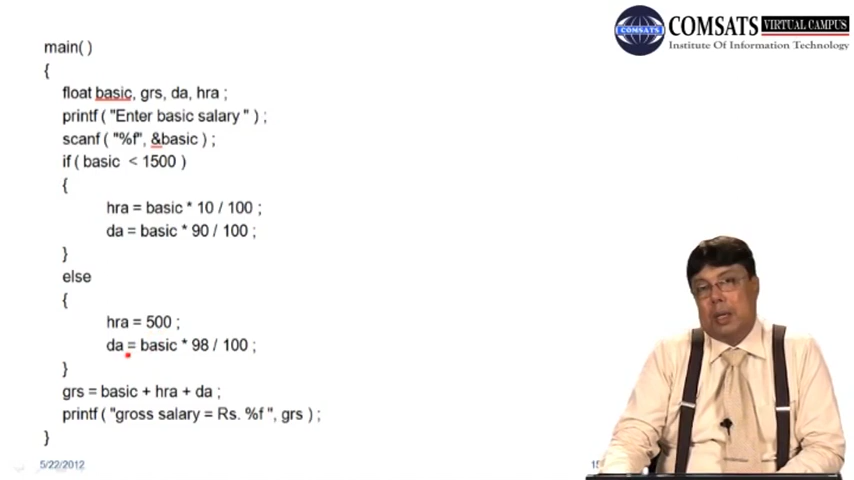 COMSATS VIRTUAL CAMPUS
COMSATS
Institute Of Information Technology
main( )
{
float basic, grs, da, hra ;
printf ( "Enter basic salary " ) ;
scanf ( "%f", &basic ) ;
if ( basic < 1500 )
{
hra = basic * 10 / 100 ;
da = basic * 90 / 100 ;
}
else
{
hra = 500 ;
da = basic * 98 / 100 ;
}
grs = basic + hra + da ;
printf ( "gross salary = Rs. %f ", grs ) ;
}
5/22/2012